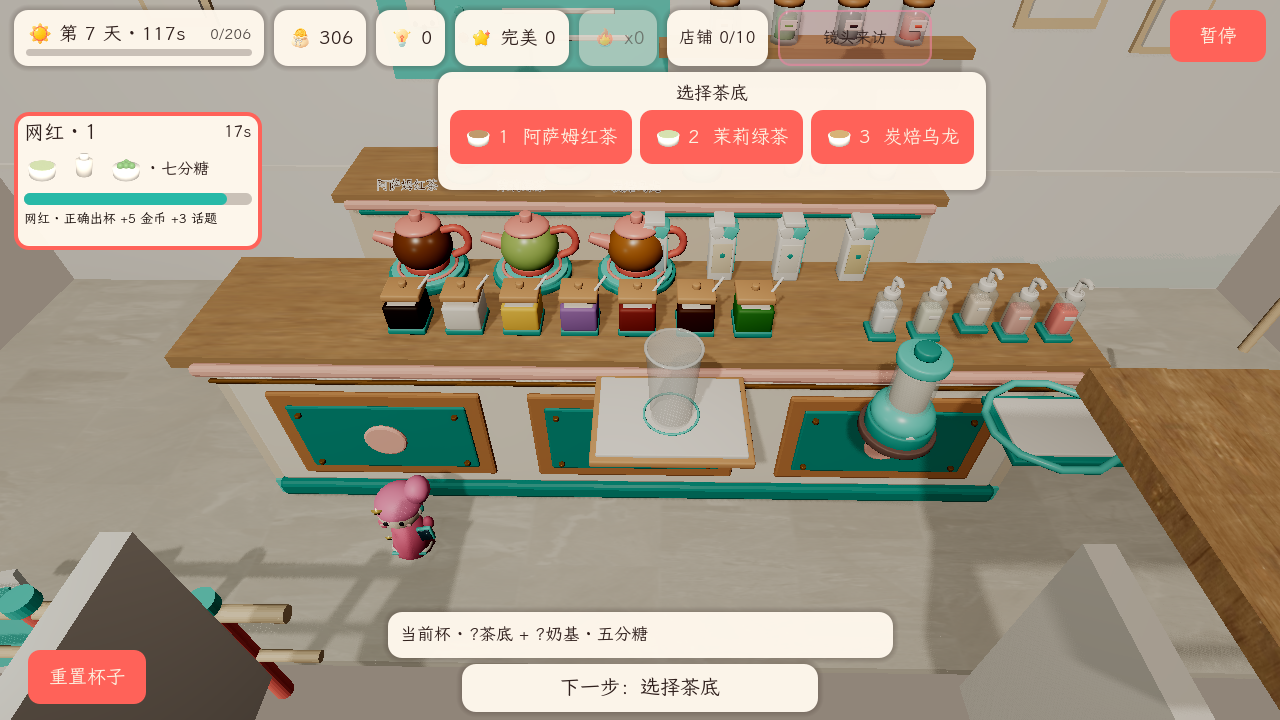 第 7 天・117s
0/206
306
0
完美 0
x0
店铺 0/10
镜头来访
暂停
选择茶底
1 阿萨姆红茶
2 茉莉绿茶
3 炭焙乌龙
网红・1
17s
・七分糖
网红・正确出杯 +5 金币 +3 话题
阿萨姆红茶
当前杯・?茶底 + ?奶基・五分糖
下一步: 选择茶底
重置杯子